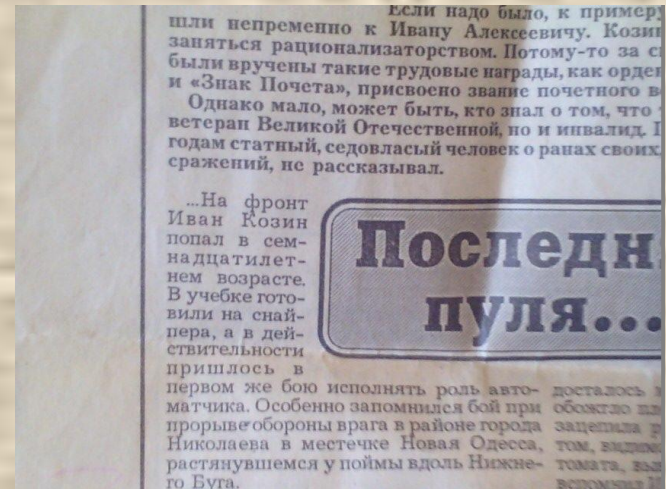 Если надо было, к примеру
шли непременно к Ивану Алексеевичу.
заняться рационализаторством. Потому-то за
были вручены такие трудовые награды, как
и «Знак Почета», присвоено звание почетного
Однако мало, может быть, кто знал о том, что
ветеран Великой Отечественной, но и инвалид.
годам статный, седовласый человек о ранах своих,
сражений, не рассказывал.
...На фронт
Иван Козин
попал в сем-
надцатилет-
нем возрасте.
В учебке гото-
вили на снай-
пера, а в дей-
ствительности
пришлось в
первом же бою исполнять роль авто-
матчика. Особенно запомнился бой при
прорыве обороны врага в районе города
Николаева в местечке Новая Одесса,
растянувшемся у поймы вдоль Нижне-
го Буга.
Последн
пуля...
досталось
обожгло
зацепила
том,
томата,
вспомнил